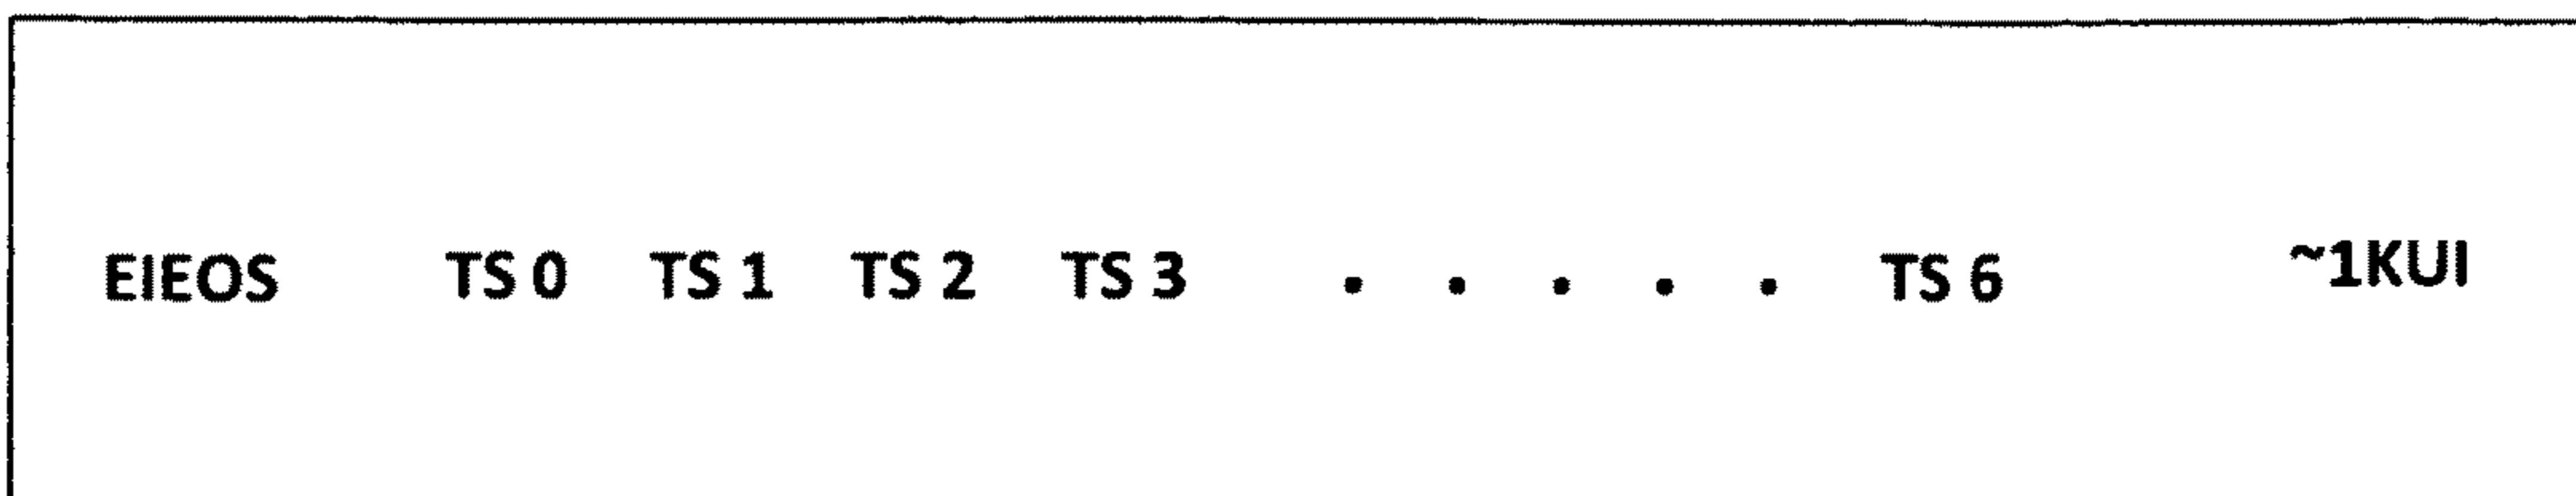 EIEOS TS 0 TS 1 TS 2 TS 3 . . . . . TS 6 ~1KUI